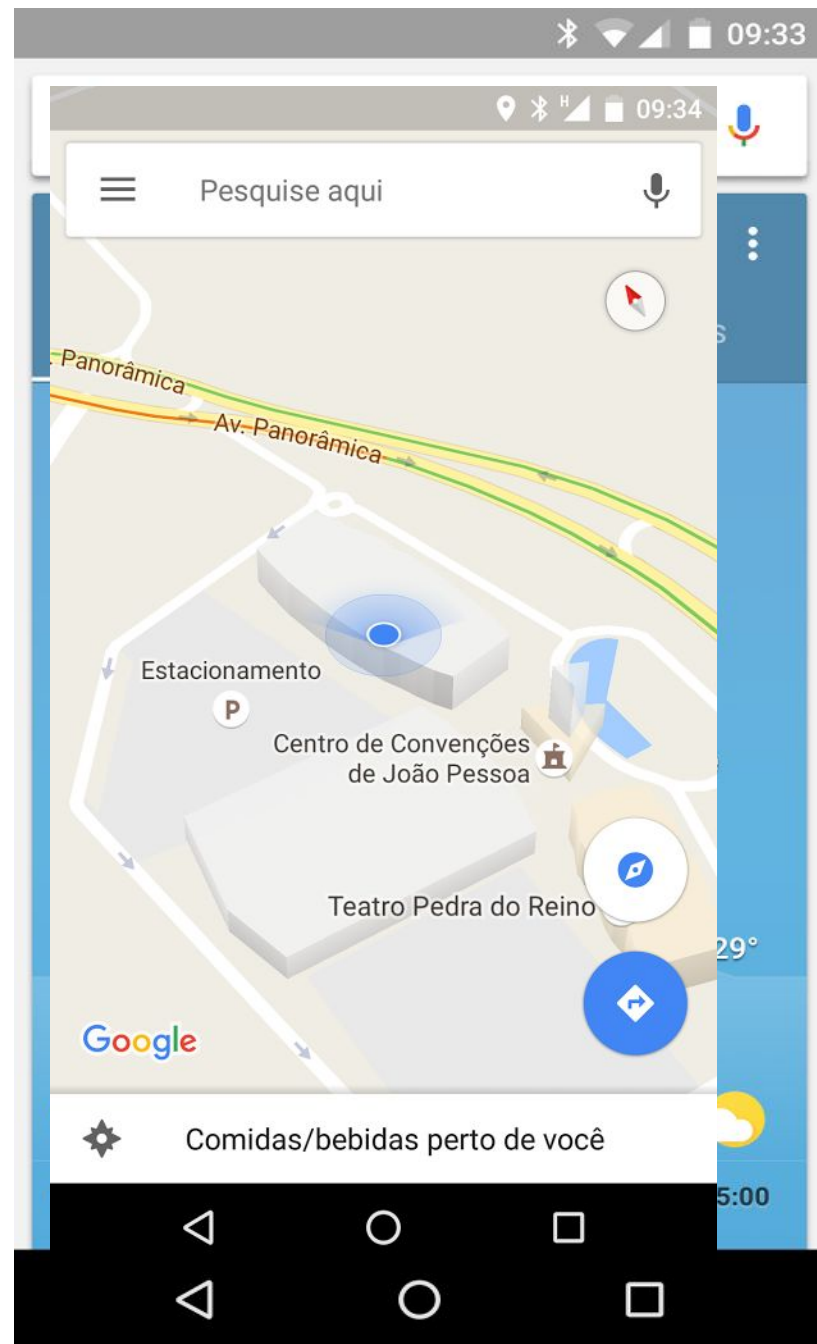 09:33
H 09:34
Pesquise aqui
s
. Panorâmica
Av. Panorâmica
Estacionamento
P
Centro de Convenções
de João Pessoa
Teatro Pedra do Reino
29°
Google
Comidas/bebidas perto de você
5:00